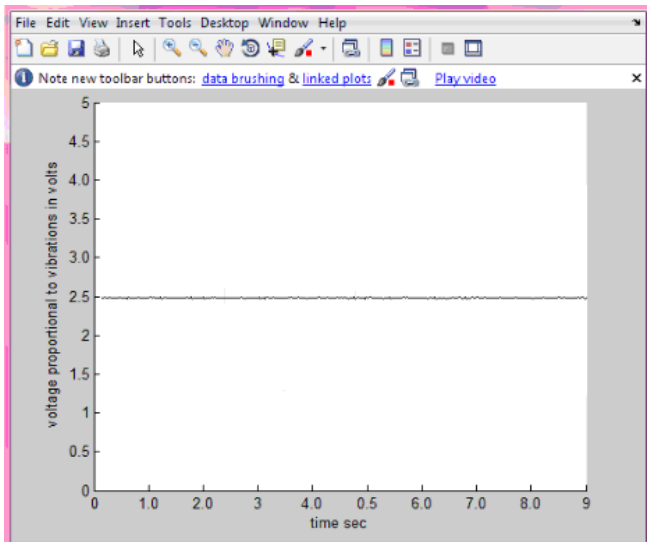 File Edit View Insert Tools Desktop Window Help
Note new toolbar buttons: data brushing & linked plots Play video
voltage proportional to vibrations in volts
5
4.5
4.0
3.5
3.0
2.5
2
1.5
1
0.5
0
0 1.0 2.0 3 4.0 0.5 6.0 7.0 8.0 9
time sec